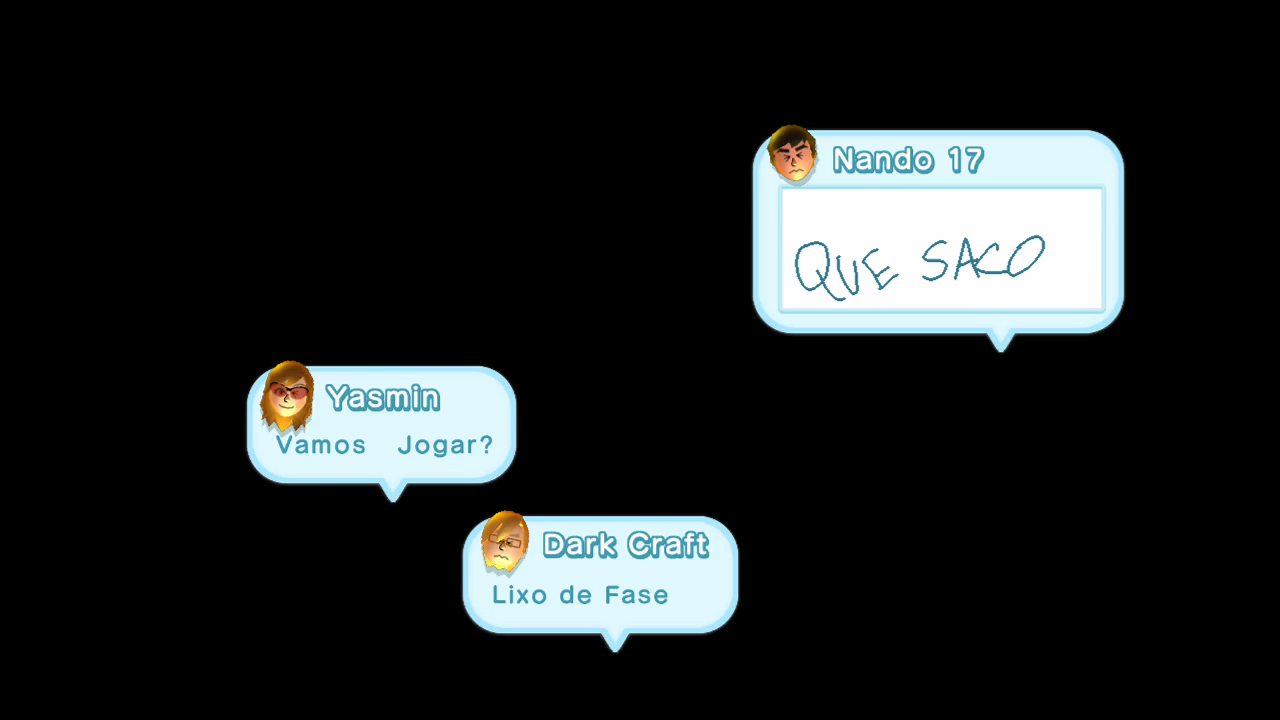 Nando 17
QUE SACO
Yasmin
Vamos Jogar?
Dark Craft
Lixo de Fase